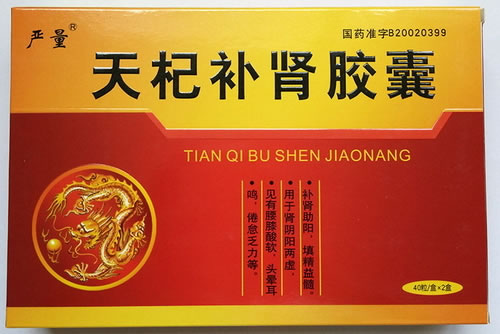 严量®
国药准字B20020399
天杞补肾胶囊
TIAN QI BU SHEN JIAONANG
•补肾助阳，填精益髓。
•用于肾阴阳两虚，
•见有腰膝酸软，头晕耳
•鸣，倦怠乏力等。
40粒/盒×2盒